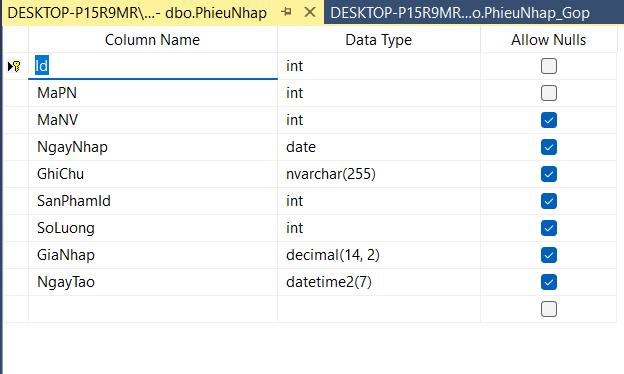 DESKTOP-P15R9MR\...- dbo.PhieuNhap DESKTOP-P15R9MR...o.PhieuNhap_Gop
Column Name Data Type Allow Nulls
Id int
MaPN int
MaNV int
NgayNhap date
GhiChu nvarchar(255)
SanPhamId int
SoLuong int
GiaNhap decimal(14, 2)
NgayTao datetime2(7)